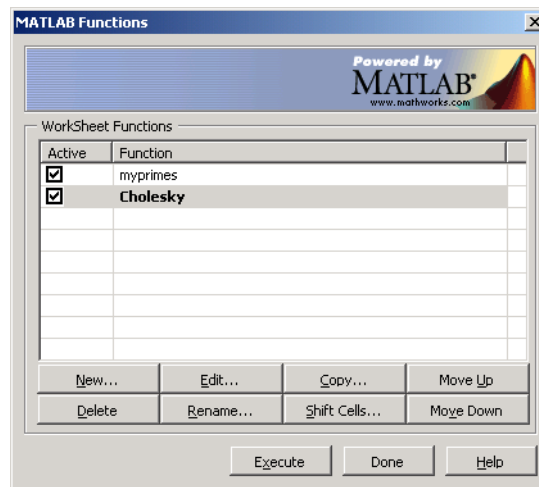 MATLAB Functions
Powered by
MATLAB®
www.mathworks.com
WorkSheet Functions
Active Function
myprimes
Cholesky
New... Edit... Copy... Move Up
Delete Rename... Shift Cells... Move Down
Execute Done Help